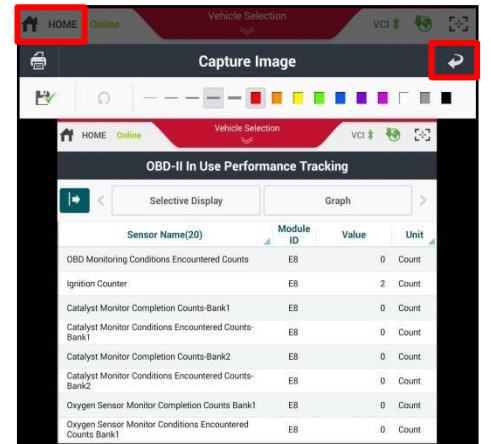 HOME Online Vehicle Selection VCI
Capture Image
HOME Online Vehicle Selection VCI
OBD-II In Use Performance Tracking
Selective Display Graph
Sensor Name(20) Module ID Value Unit
OBD Monitoring Conditions Encountered Counts E8 0 Count
Ignition Counter E8 2 Count
Catalyst Monitor Completion Counts-Bank1 E8 0 Count
Catalyst Monitor Conditions Encountered Counts-
Bank1 E8 0 Count
Catalyst Monitor Completion Counts-Bank2 E8 0 Count
Catalyst Monitor Conditions Encountered Counts-
Bank2 E8 0 Count
Oxygen Sensor Monitor Completion Counts Bank1 E8 0 Count
Oxygen Sensor Monitor Conditions Encountered
Counts Bank1 E8 0 Count